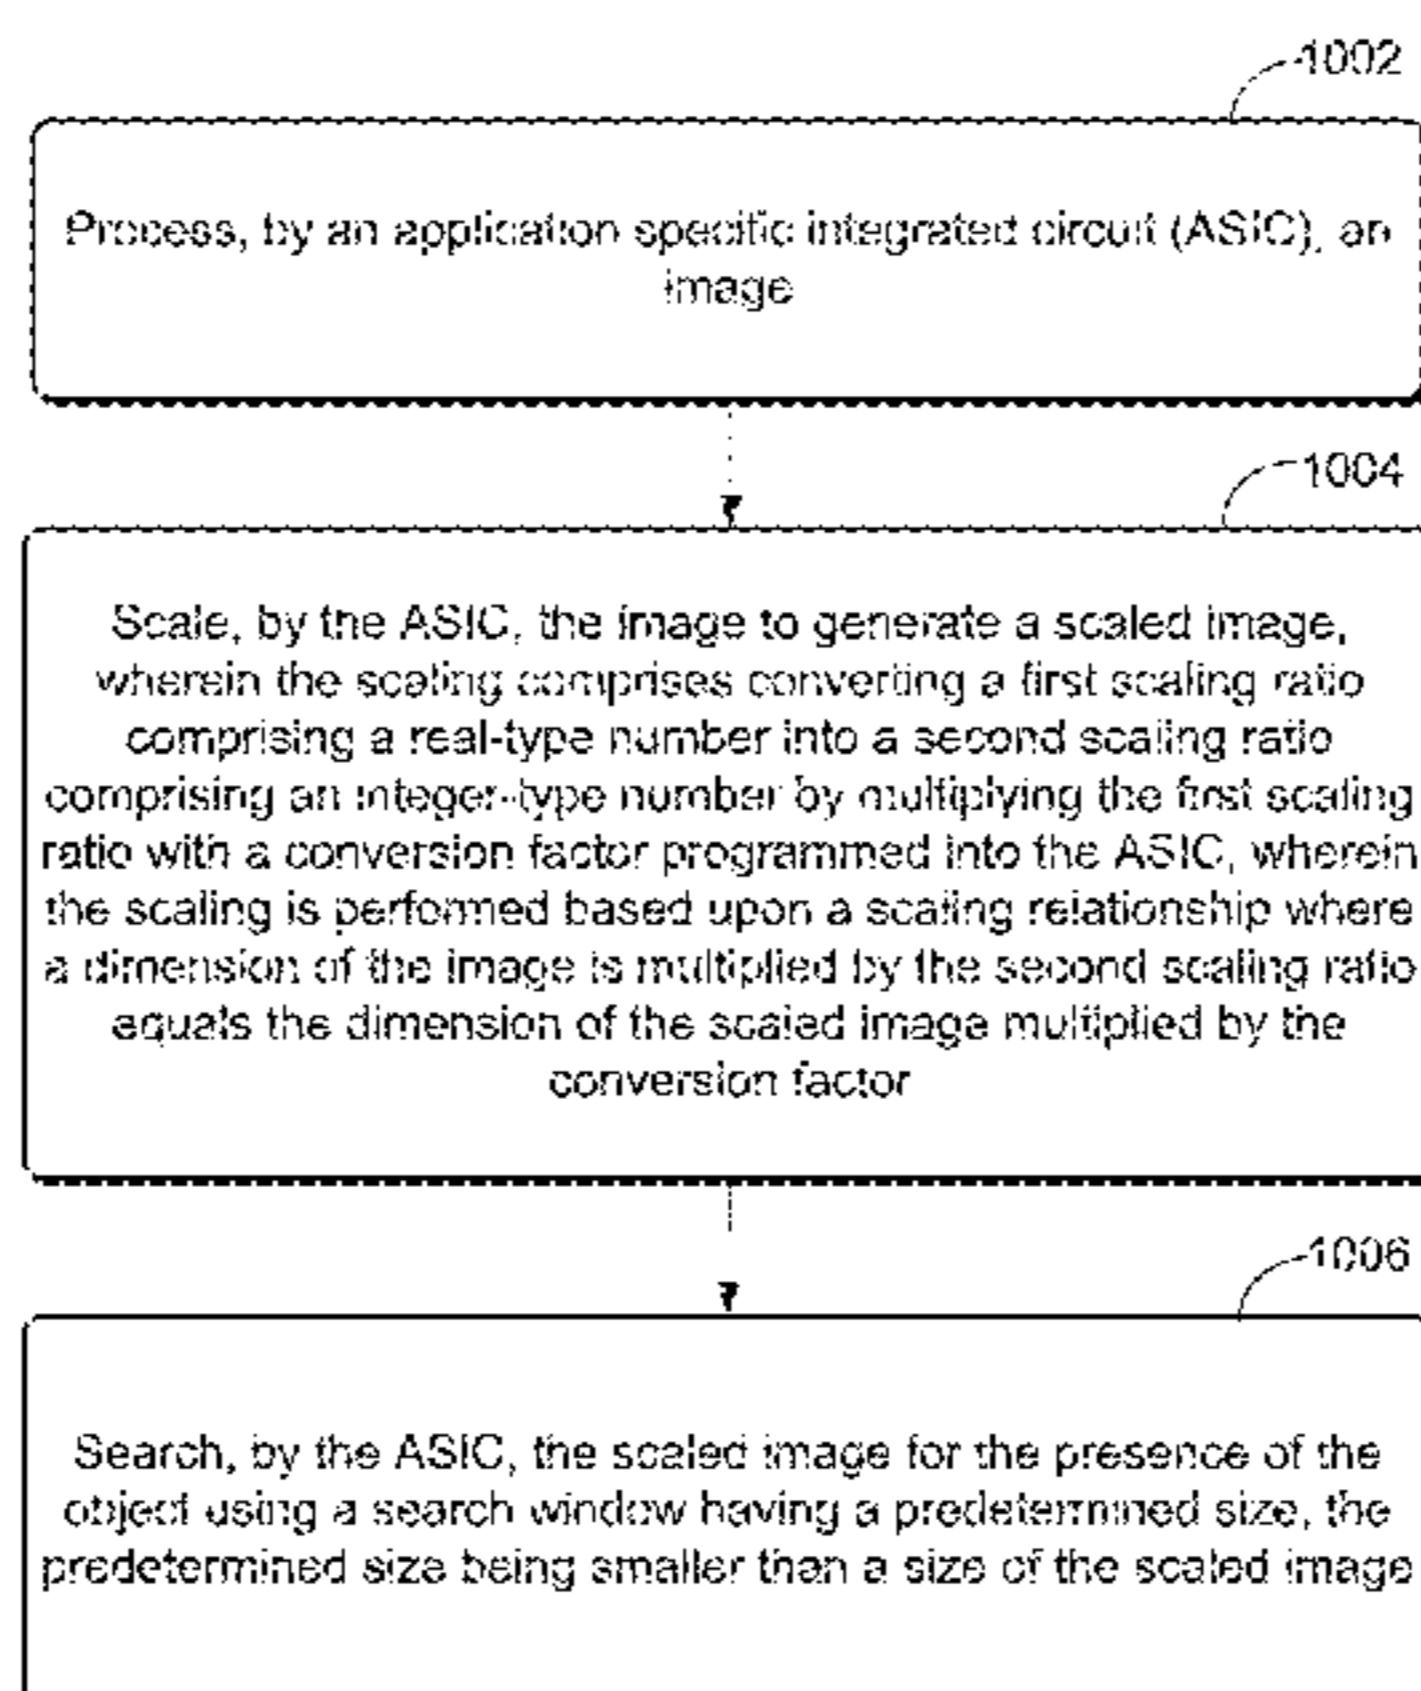 1002
Process, by an application specific integrated circuit (ASIC), an
image
1004
Scale, by the ASIC, the image to generate a scaled image,
wherein the scaling comprises converting a first scaling ratio
comprising a real-type number into a second scaling ratio
comprising an integer-type number by multiplying the first scaling
ratio with a conversion factor programmed into the ASIC, wherein
the scaling is performed based upon a scaling relationship where
a dimension of the image is multiplied by the second scaling ratio
equals the dimension of the scaled image multiplied by the
conversion factor
1006
Search, by the ASIC, the scaled image for the presence of the
object using a search window having a predetermined size, the
predetermined size being smaller than a size of the scaled image